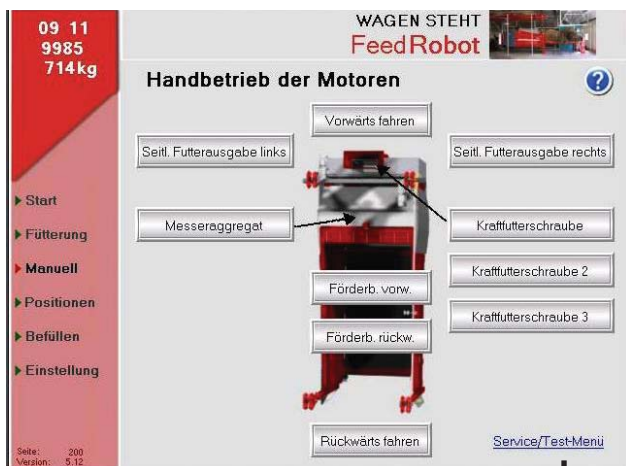 09 11
9985
714kg
WAGEN STEHT
FeedRobot
Handbetrieb der Motoren
?
Vorwärts fahren
Seitl. Futterausgabe links
Seitl. Futterausgabe rechts
Messeraggregat
Kraftfutterschraube
Kraftfutterschraube 2
Kraftfutterschraube 3
Förderb. vorw.
Förderb. rückw.
Rückwärts fahren
Service/Test-Menü
Start
Fütterung
Manuell
Positionen
Befüllen
Einstellung
Seite: 200
Version: 5.12